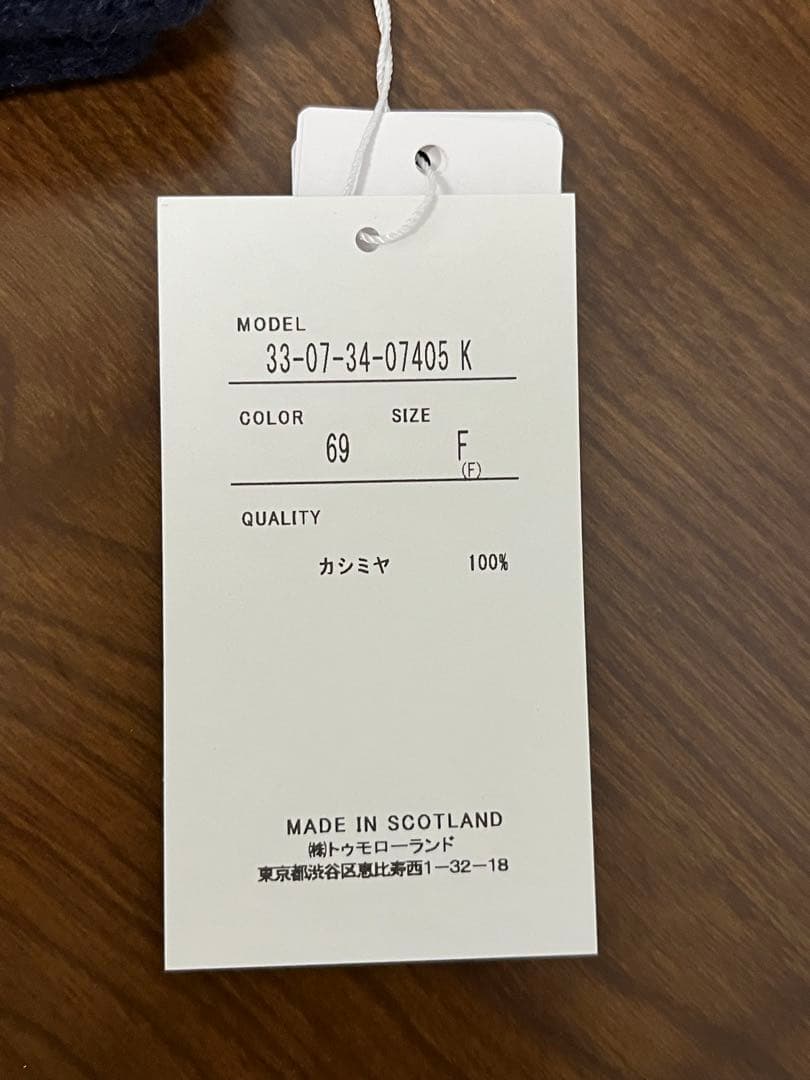 MODEL
33-07-34-07405 K
COLOR SIZE
69 F
(F)
QUALITY
カシミヤ 100%
MADE IN SCOTLAND
㈱トゥモローランド
東京都渋谷区恵比寿西1-32-18